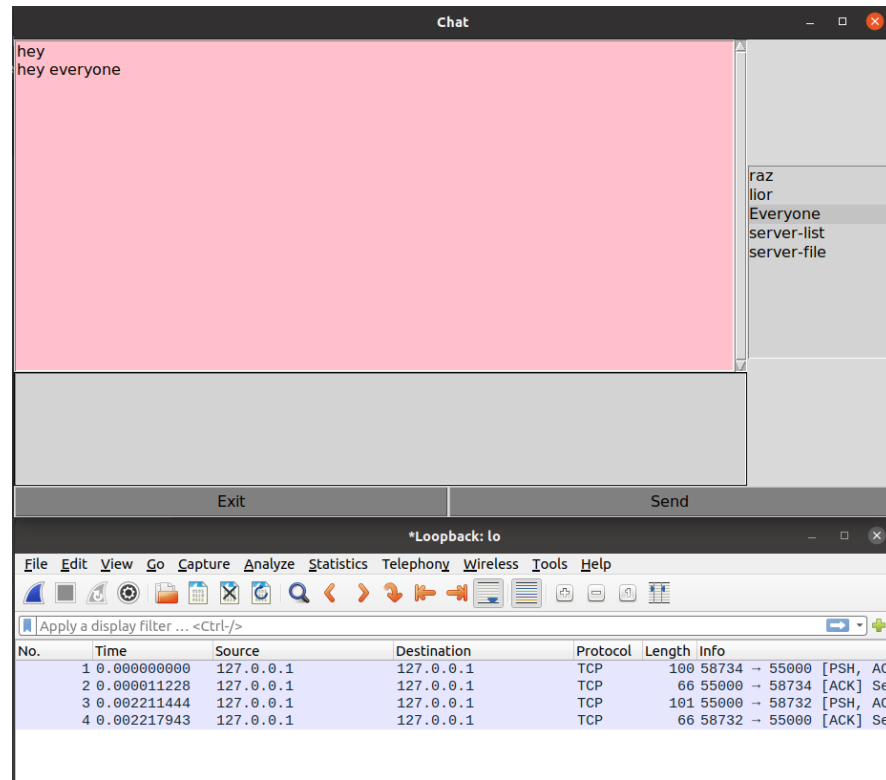 Chat
hey
hey everyone
raz
lior
Everyone
server-list
server-file
Exit Send
*Loopback: lo
File Edit View Go Capture Analyze Statistics Telephony Wireless Tools Help
Apply a display filter … <Ctrl-/>
No. Time Source Destination Protocol Length Info
1 0.000000000 127.0.0.1 127.0.0.1 TCP 100 58734 → 55000 [PSH, AC
2 0.000011228 127.0.0.1 127.0.0.1 TCP 66 55000 → 58734 [ACK] Se
3 0.002211444 127.0.0.1 127.0.0.1 TCP 101 55000 → 58732 [PSH, AC
4 0.002217943 127.0.0.1 127.0.0.1 TCP 66 58732 → 55000 [ACK] Se